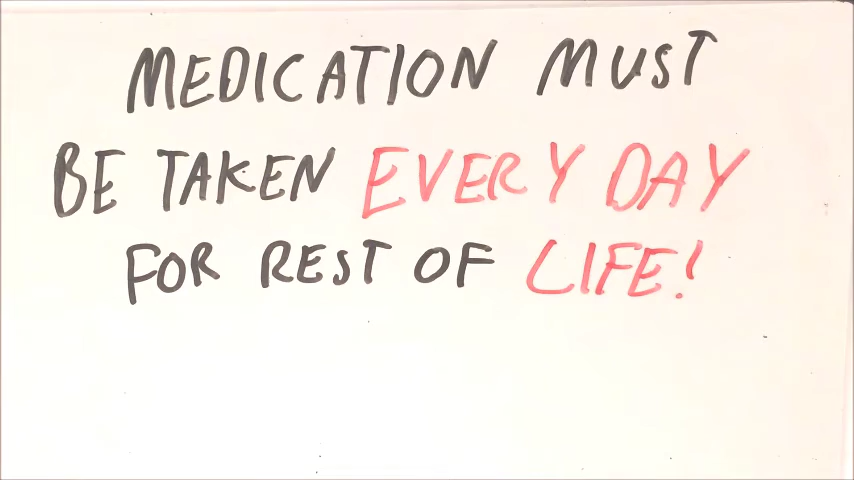 MEDICATION MUST
BE TAKEN EVERY DAY
FOR REST OF LIFE!